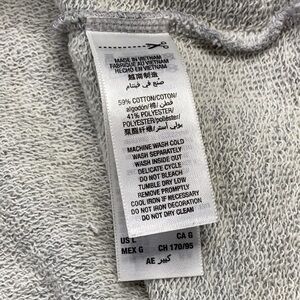 MADE IN VIETNAM
FABRIQUÉ AU VIETNAM
HECHO EN VIETNAM
越南制造
صنع في فيتنام
59% COTTON/COTON/
algodón/棉/قطن
41% POLYESTER/
POLYESTER/poliéster/
聚酯纤维/بولي استر
MACHINE WASH COLD
WASH SEPARATELY
WASH INSIDE OUT
DELICATE CYCLE
DO NOT BLEACH
TUMBLE DRY LOW
REMOVE PROMPTLY
COOL IRON IF NECESSARY
DO NOT IRON DECORATION
DO NOT DRY CLEAN
US L CA G
MEX G CH 170/95
AE كبير